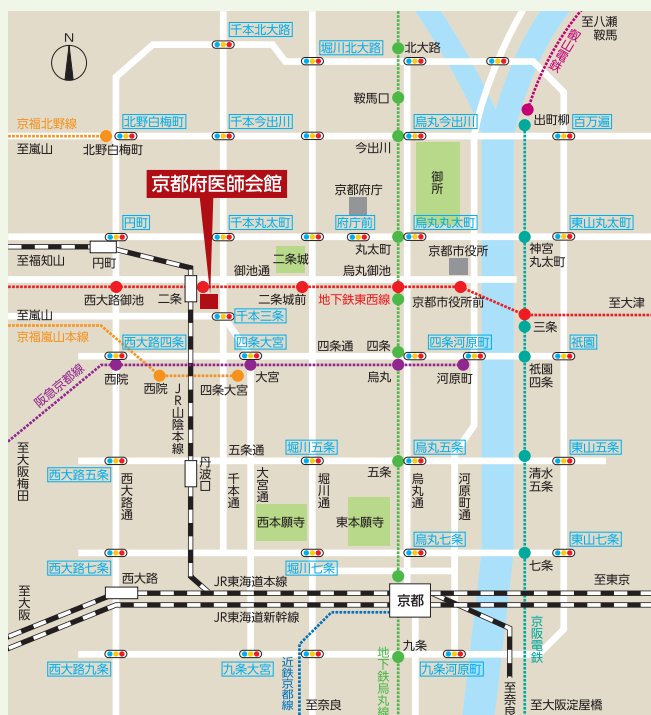 N
千本北大路
堀川北大路
北大路
至八瀬
鞍馬
叡山電鉄
鞍馬口
京福北野線
北野白梅町
千本今出川
烏丸今出川
出町柳
百万遍
至嵐山
北野白梅町
今出川
京都府医師会館
御所
京都府庁
円町
千本丸太町
府庁前
烏丸丸太町
東山丸太町
丸太町
京都市役所
神宮
丸太町
至福知山
円町
二条城
御池通
烏丸御池
西大路御池
二条
二条城前
地下鉄東西線
京都市役所前
至大津
至嵐山
千本三条
三条
京福嵐山本線
西大路四条
四条大宮
四条通
四条
四条河原町
祇園
阪急京都線
西院
西院
四条大宮
大宮
烏丸
河原町
祇園
四条
JR山陰本線
至大阪梅田
五条通
堀川五条
烏丸五条
東山五条
西大路五条
丹波口
五条
清水
五条
西大路通
千本通
大宮通
堀川通
烏丸通
河原町通
西本願寺
東本願寺
烏丸七条
東山七条
西大路七条
堀川七条
七条
至大阪
西大路
JR東海道本線
京都
至東京
JR東海道新幹線
京阪電鉄
西大路九条
九条大宮
近鉄京都線
地下鉄烏丸線
九条
九条河原町
至奈良
至奈良
至大阪淀屋橋